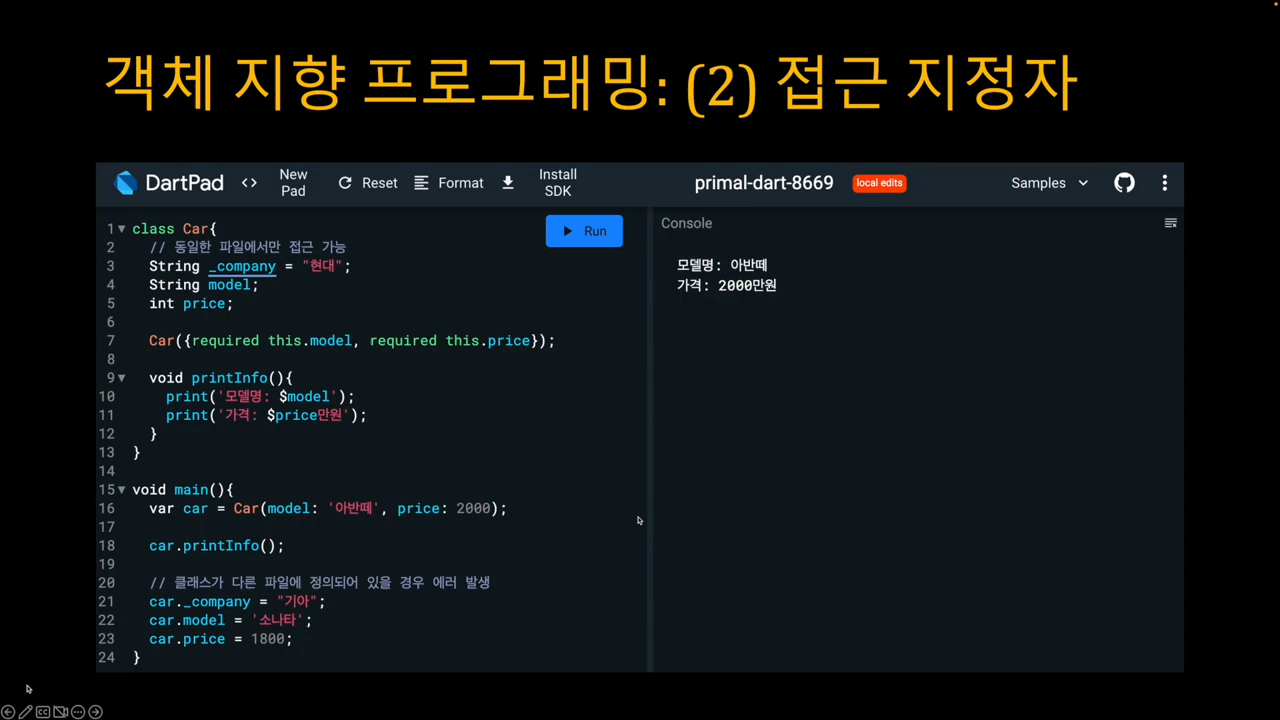 객체 지향 프로그래밍: (2) 접근 지정자
DartPad <> New Pad Reset Format Install SDK primal-dart-8669 local edits Samples
Run
Console
1 class Car{
2 // 동일한 파일에서만 접근 가능
3 String _company = "현대";
4 String model;
5 int price;
6
7 Car({required this.model, required this.price});
8
9 void printInfo(){
10 print('모델명: $model');
11 print('가격: $price만원');
12 }
13 }
14
15 void main(){
16 var car = Car(model: '아반떼', price: 2000);
17
18 car.printInfo();
19
20 // 클래스가 다른 파일에 정의되어 있을 경우 에러 발생
21 car._company = "기아";
22 car.model = '소나타';
23 car.price = 1800;
24 }
모델명: 아반떼
가격: 2000만원
CC